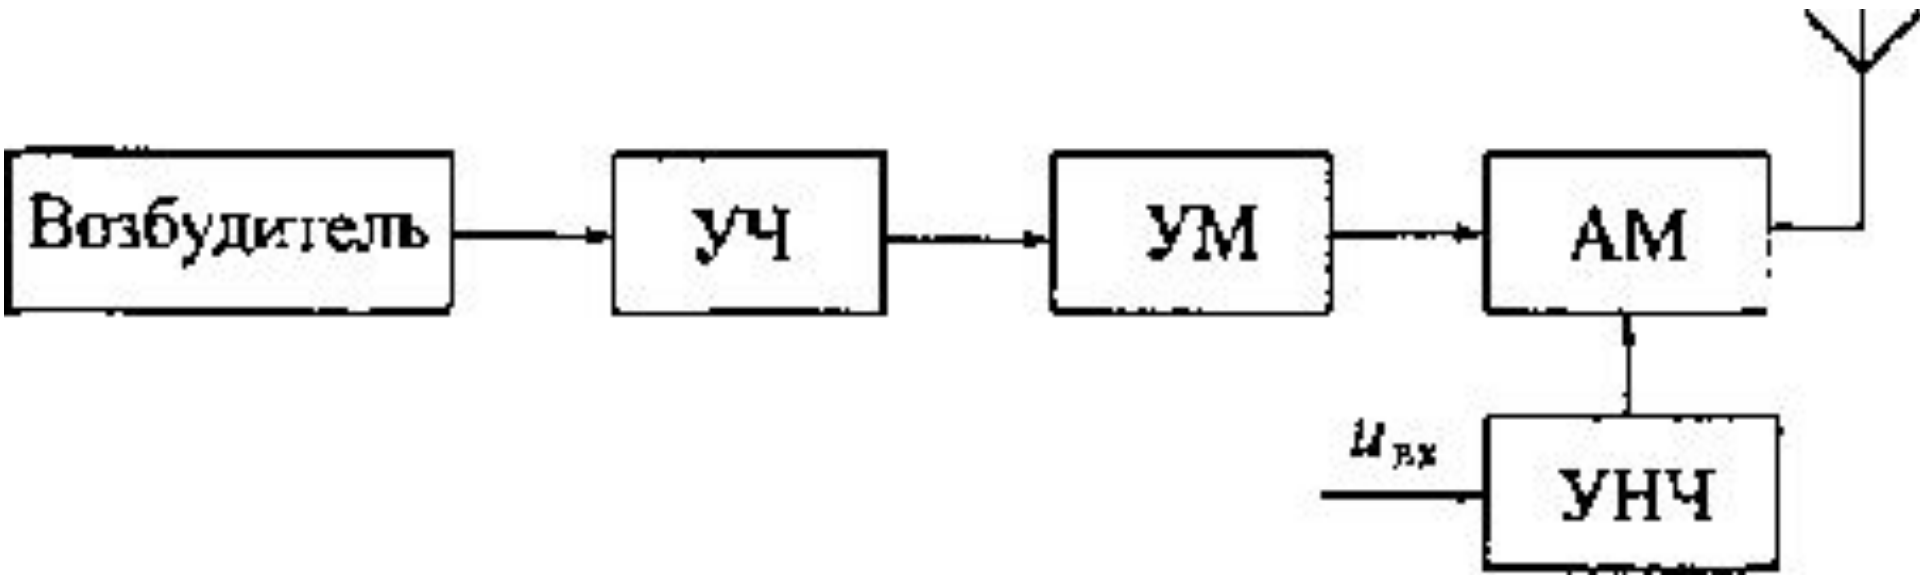 Возбудитель
УЧ
УМ
АМ
uвх
УНЧ